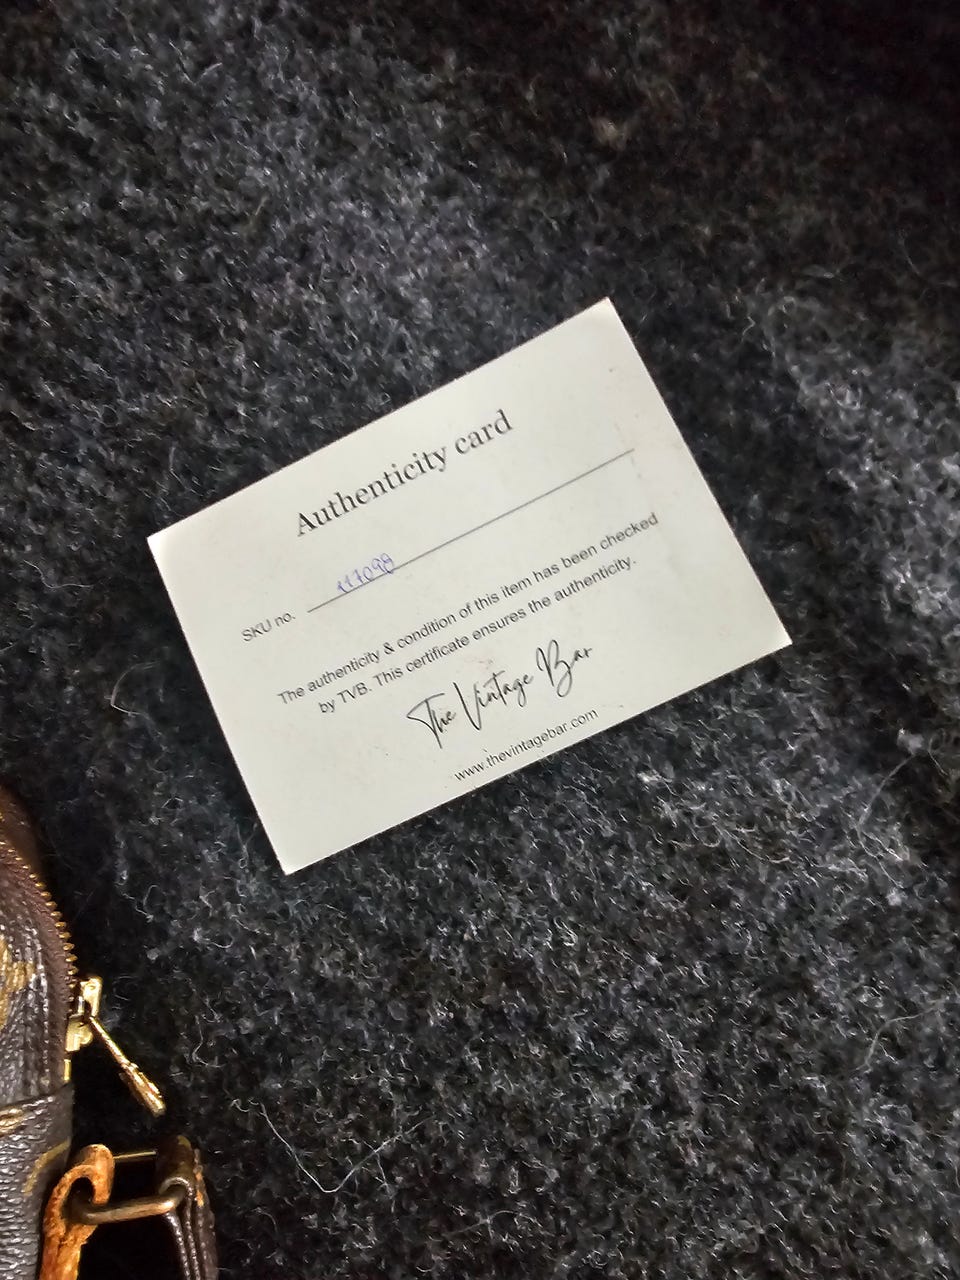 Authenticity card
SKU no. 117098
The authenticity & condition of this item has been checked
by TVB. This certificate ensures the authenticity.
The Vintage Bar
www.thevintagebar.com